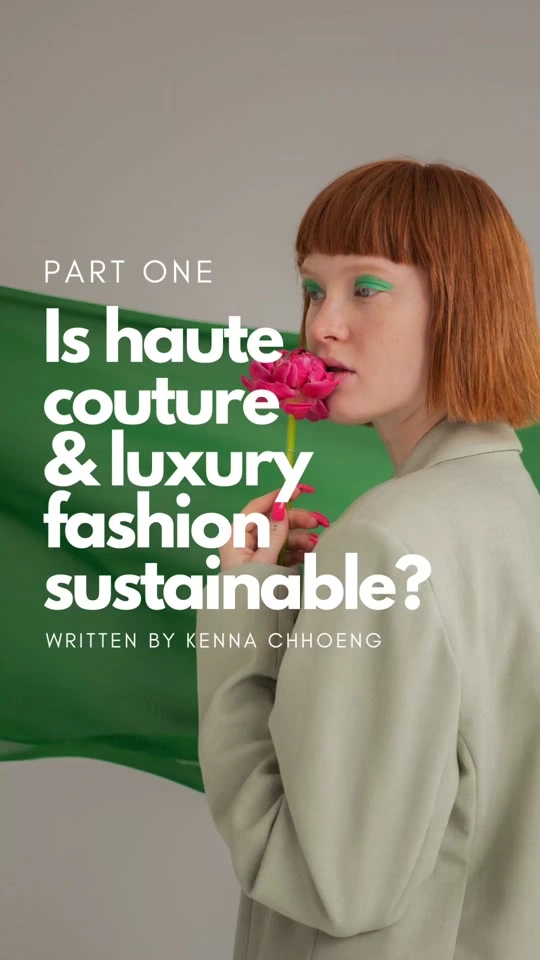 PART ONE
Is haute
couture
& luxury
fashion
sustainable?
WRITTEN BY KENNA CHHOENG